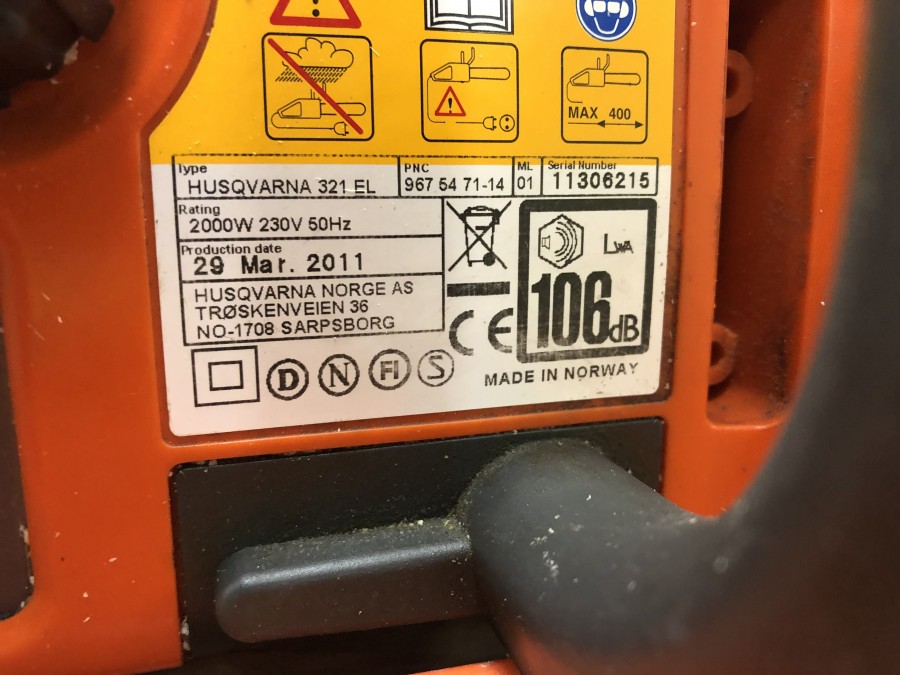 MAX 400
Type
HUSQVARNA 321 EL
PNC
967 54 71-14
ML
01
Serial Number
11306215
Rating
2000W 230V 50Hz
Production date
29 Mar. 2011
HUSQVARNA NORGE AS
TRØSKENVEIEN 36
NO-1708 SARPSBORG
LWA
106dB
CE
D N FI S
MADE IN NORWAY